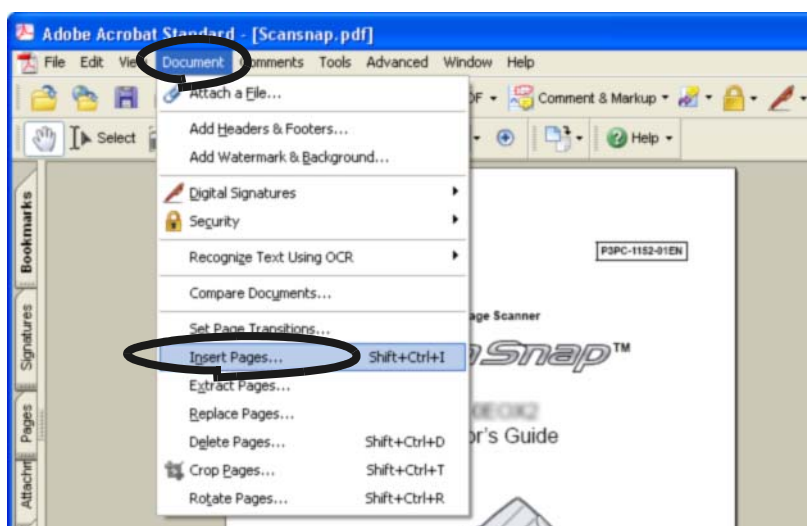 Adobe Acrobat Standard - [Scansnap.pdf]
File Edit View Document Comments Tools Advanced Window Help
Attach a File...
Comment & Markup
Select
Help
Add Headers & Footers...
Add Watermark & Background...
Digital Signatures
Security
Recognize Text Using OCR
Compare Documents...
Set Page Transitions...
Insert Pages... Shift+Ctrl+I
Extract Pages...
Replace Pages...
Delete Pages... Shift+Ctrl+D
Crop Pages... Shift+Ctrl+T
Rotate Pages... Shift+Ctrl+R
Bookmarks
Signatures
Pages
Attachm
P3PC-1152-01EN
age Scanner
Snap™
or's Guide